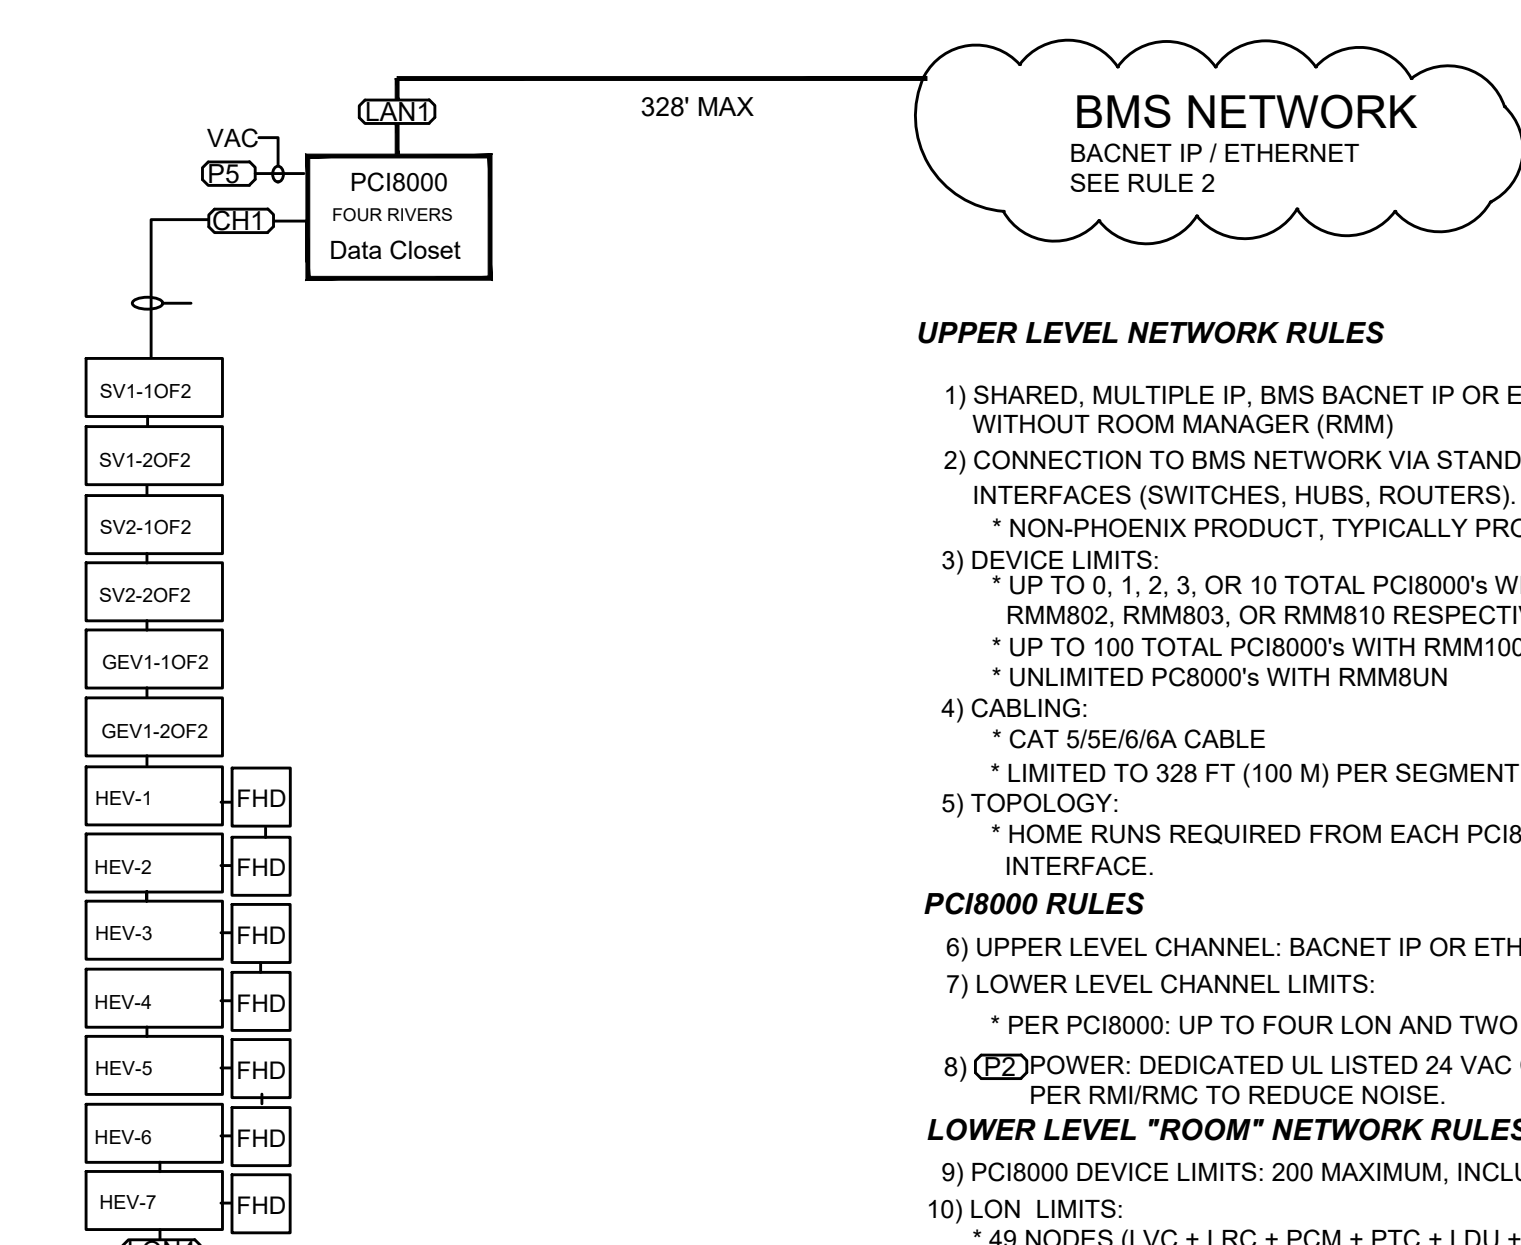 LAN1
328' MAX
BMS NETWORK
BACNET IP / ETHERNET
SEE RULE 2
VAC
P5
PCI8000
FOUR RIVERS
Data Closet
CH1
SV1-1OF2
SV1-2OF2
SV2-1OF2
SV2-2OF2
GEV1-1OF2
GEV1-2OF2
HEV-1 FHD
HEV-2 FHD
HEV-3 FHD
HEV-4 FHD
HEV-5 FHD
HEV-6 FHD
HEV-7 FHD
UPPER LEVEL NETWORK RULES
1) SHARED, MULTIPLE IP, BMS BACNET IP OR
WITHOUT ROOM MANAGER (RMM)
2) CONNECTION TO BMS NETWORK VIA
INTERFACES (SWITCHES, HUBS, ROUTERS).
* NON-PHOENIX PRODUCT, TYPICALLY
3) DEVICE LIMITS:
* UP TO 0, 1, 2, 3, OR 10 TOTAL PCI8000's
RMM802, RMM803, OR RMM810
* UP TO 100 TOTAL PCI8000's WITH RMM100
* UNLIMITED PC8000's WITH RMM8UN
4) CABLING:
* CAT 5/5E/6/6A CABLE
* LIMITED TO 328 FT (100 M) PER SEGMENT
5) TOPOLOGY:
* HOME RUNS REQUIRED FROM EACH
INTERFACE.
PCI8000 RULES
6) UPPER LEVEL CHANNEL: BACNET IP OR
7) LOWER LEVEL CHANNEL LIMITS:
* PER PCI8000: UP TO FOUR LON AND TWO
8) P2 POWER: DEDICATED UL LISTED 24 VAC
PER RMI/RMC TO REDUCE NOISE.
LOWER LEVEL "ROOM" NETWORK RULES
9) PCI8000 DEVICE LIMITS: 200 MAXIMUM,
10) LON LIMITS:
* 49 NODES (LVC + LRC + PCM + PTC + LDU +